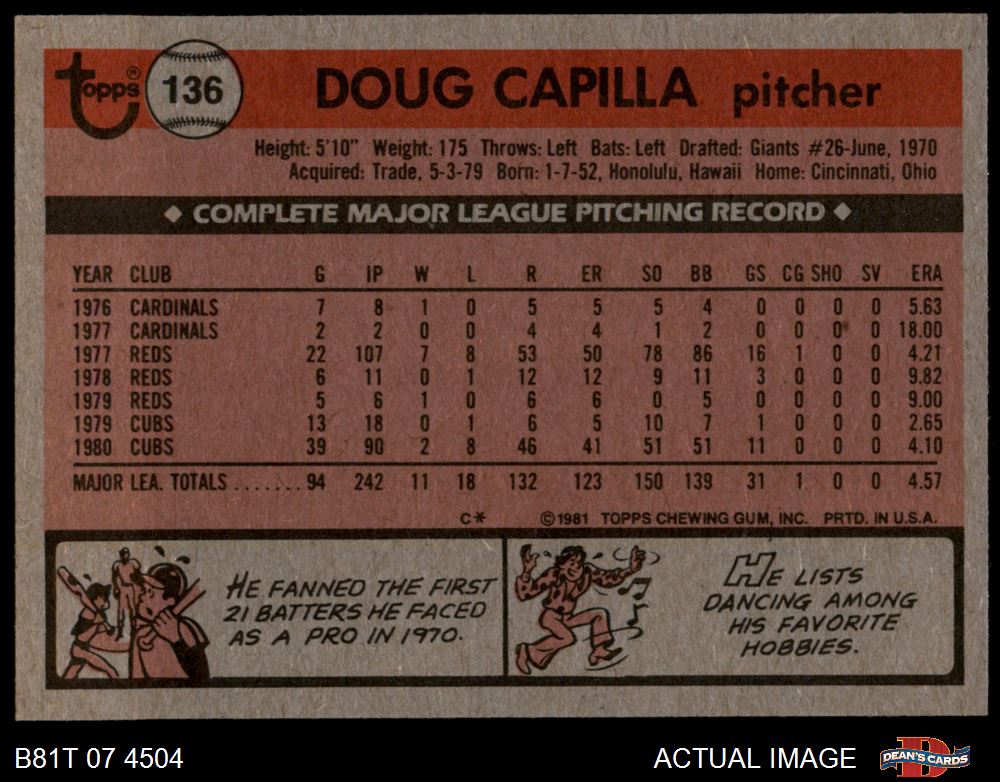 topps® 136 DOUG CAPILLA pitcher
Height: 5'10" Weight: 175 Throws: Left Bats: Left Drafted: Giants #26-June, 1970
Acquired: Trade, 5-3-79 Born: 1-7-52, Honolulu, Hawaii Home: Cincinnati, Ohio
◆ COMPLETE MAJOR LEAGUE PITCHING RECORD ◆
YEAR CLUB G IP W L R ER SO BB GS CG SHO SV ERA
1976 CARDINALS 7 8 1 0 5 5 5 4 0 0 0 0 5.63
1977 CARDINALS 2 2 0 0 4 4 1 2 0 0 0 0 18.00
1977 REDS 22 107 7 8 53 50 78 86 16 1 0 0 4.21
1978 REDS 6 11 0 1 12 12 9 11 3 0 0 0 9.82
1979 REDS 5 6 1 0 6 6 0 5 0 0 0 0 9.00
1979 CUBS 13 18 0 1 6 5 10 7 1 0 0 0 2.65
1980 CUBS 39 90 2 8 46 41 51 51 11 0 0 0 4.10
MAJOR LEA. TOTALS ....... 94 242 11 18 132 123 150 139 31 1 0 0 4.57
C* ©1981 TOPPS CHEWING GUM, INC. PRTD. IN U.S.A.
HE FANNED THE FIRST
21 BATTERS HE FACED
AS A PRO IN 1970.
HE LISTS
DANCING AMONG
HIS FAVORITE
HOBBIES.
B81T 07 4504 ACTUAL IMAGE DEAN'S CARDS